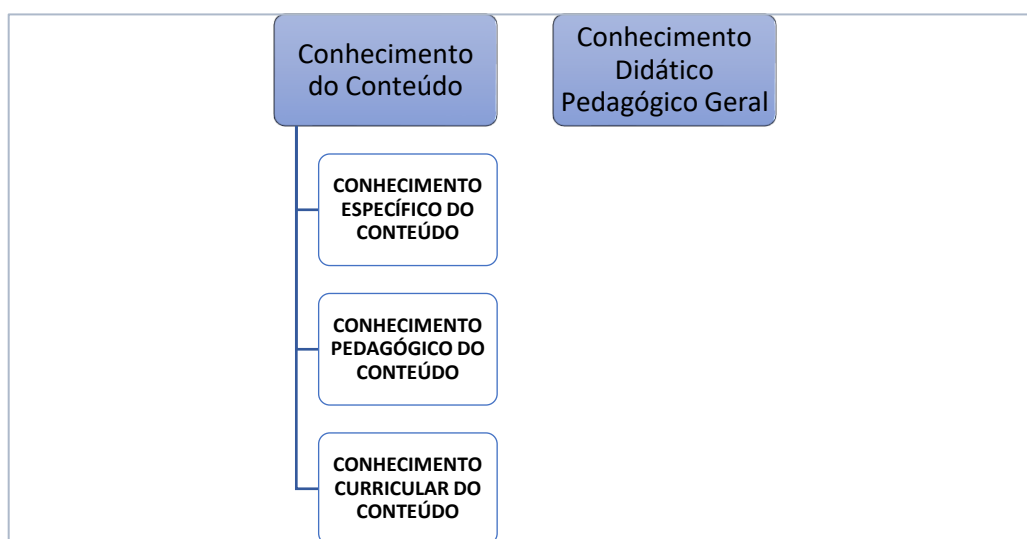 Conhecimento
do Conteúdo
Conhecimento
Didático
Pedagógico Geral
CONHECIMENTO
ESPECÍFICO DO
CONTEÚDO
CONHECIMENTO
PEDAGÓGICO DO
CONTEÚDO
CONHECIMENTO
CURRICULAR DO
CONTEÚDO